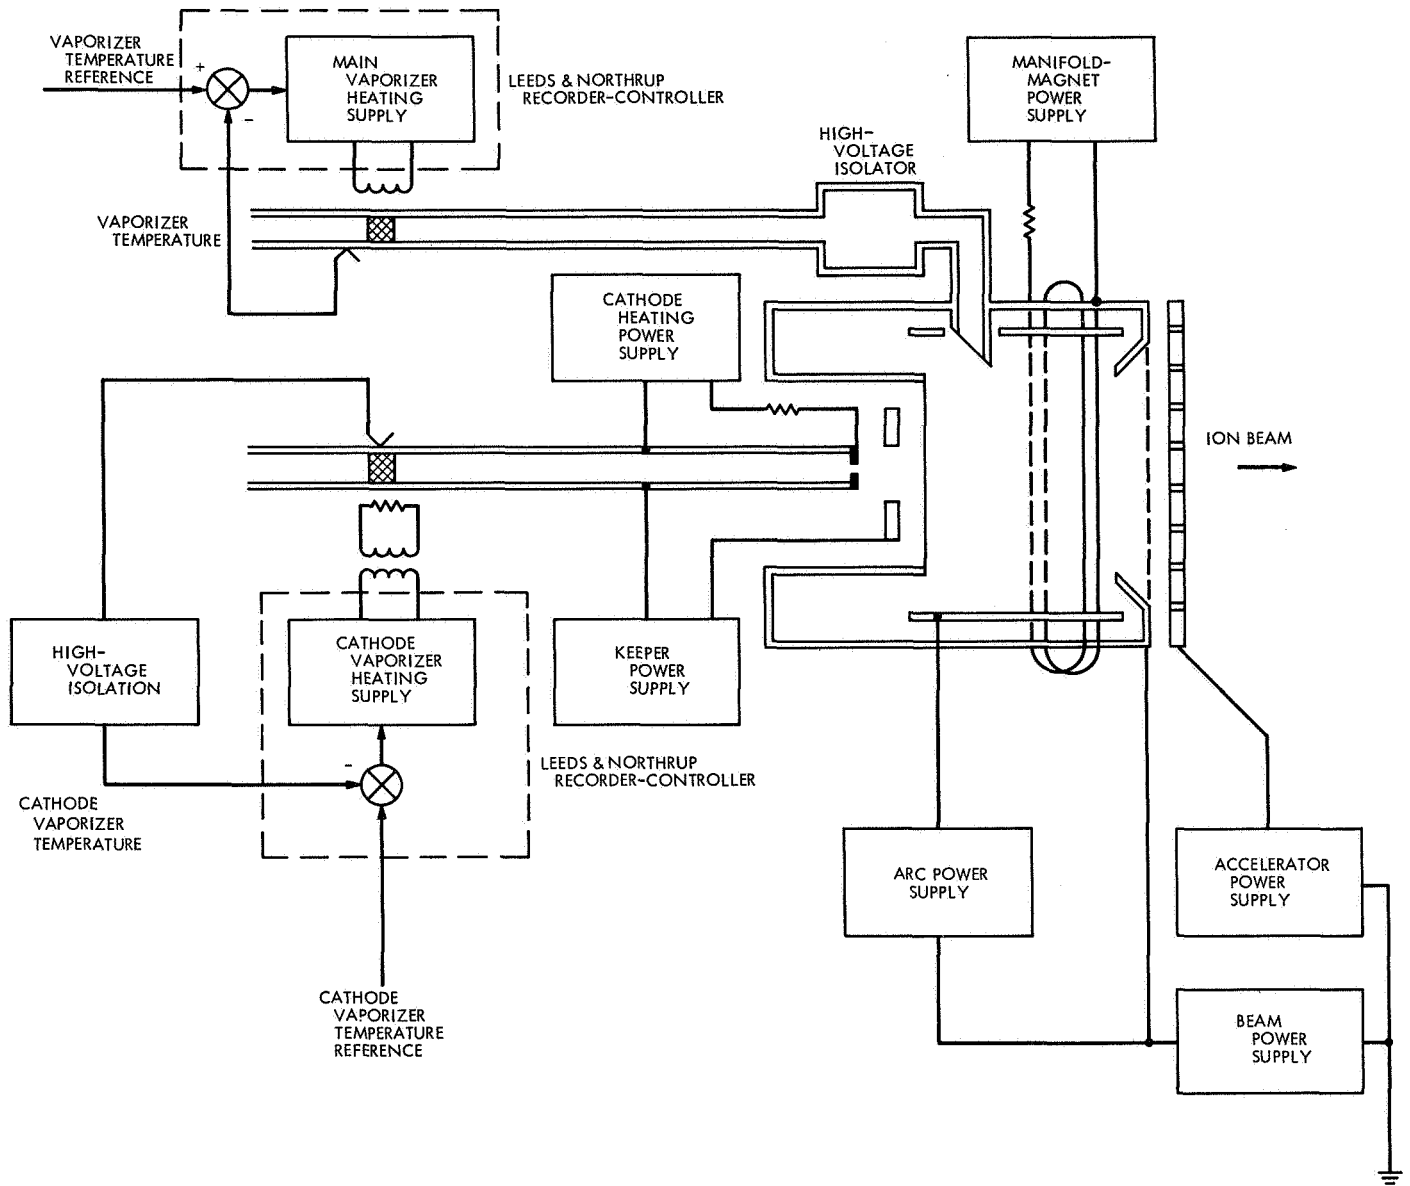 VAPORIZER
TEMPERATURE
REFERENCE
+
-
MAIN
VAPORIZER
HEATING
SUPPLY
LEEDS & NORTHRUP
RECORDER-CONTROLLER
MANIFOLD-
MAGNET
POWER
SUPPLY
HIGH-
VOLTAGE
ISOLATOR
VAPORIZER
TEMPERATURE
CATHODE
HEATING
POWER
SUPPLY
ION BEAM
HIGH-
VOLTAGE
ISOLATION
CATHODE
VAPORIZER
HEATING
SUPPLY
KEEPER
POWER
SUPPLY
-
LEEDS & NORTHRUP
RECORDER-CONTROLLER
CATHODE
VAPORIZER
TEMPERATURE
ARC POWER
SUPPLY
ACCELERATOR
POWER
SUPPLY
CATHODE
VAPORIZER
TEMPERATURE
REFERENCE
BEAM
POWER
SUPPLY